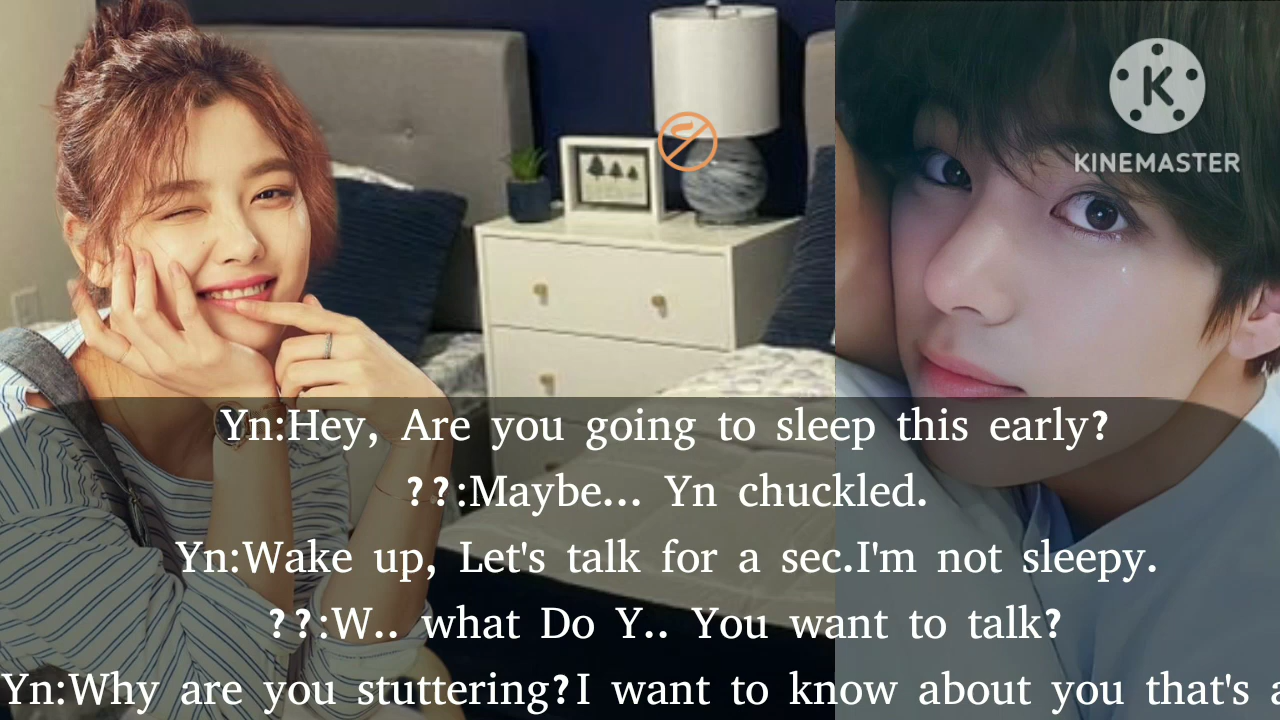 KINEMASTER
Yn:Hey, Are you going to sleep this early?
??:Maybe... Yn chuckled.
Yn:Wake up, Let's talk for a sec.I'm not sleepy.
??:W.. what Do Y.. You want to talk?
Yn:Why are you stuttering?I want to know about you that's a